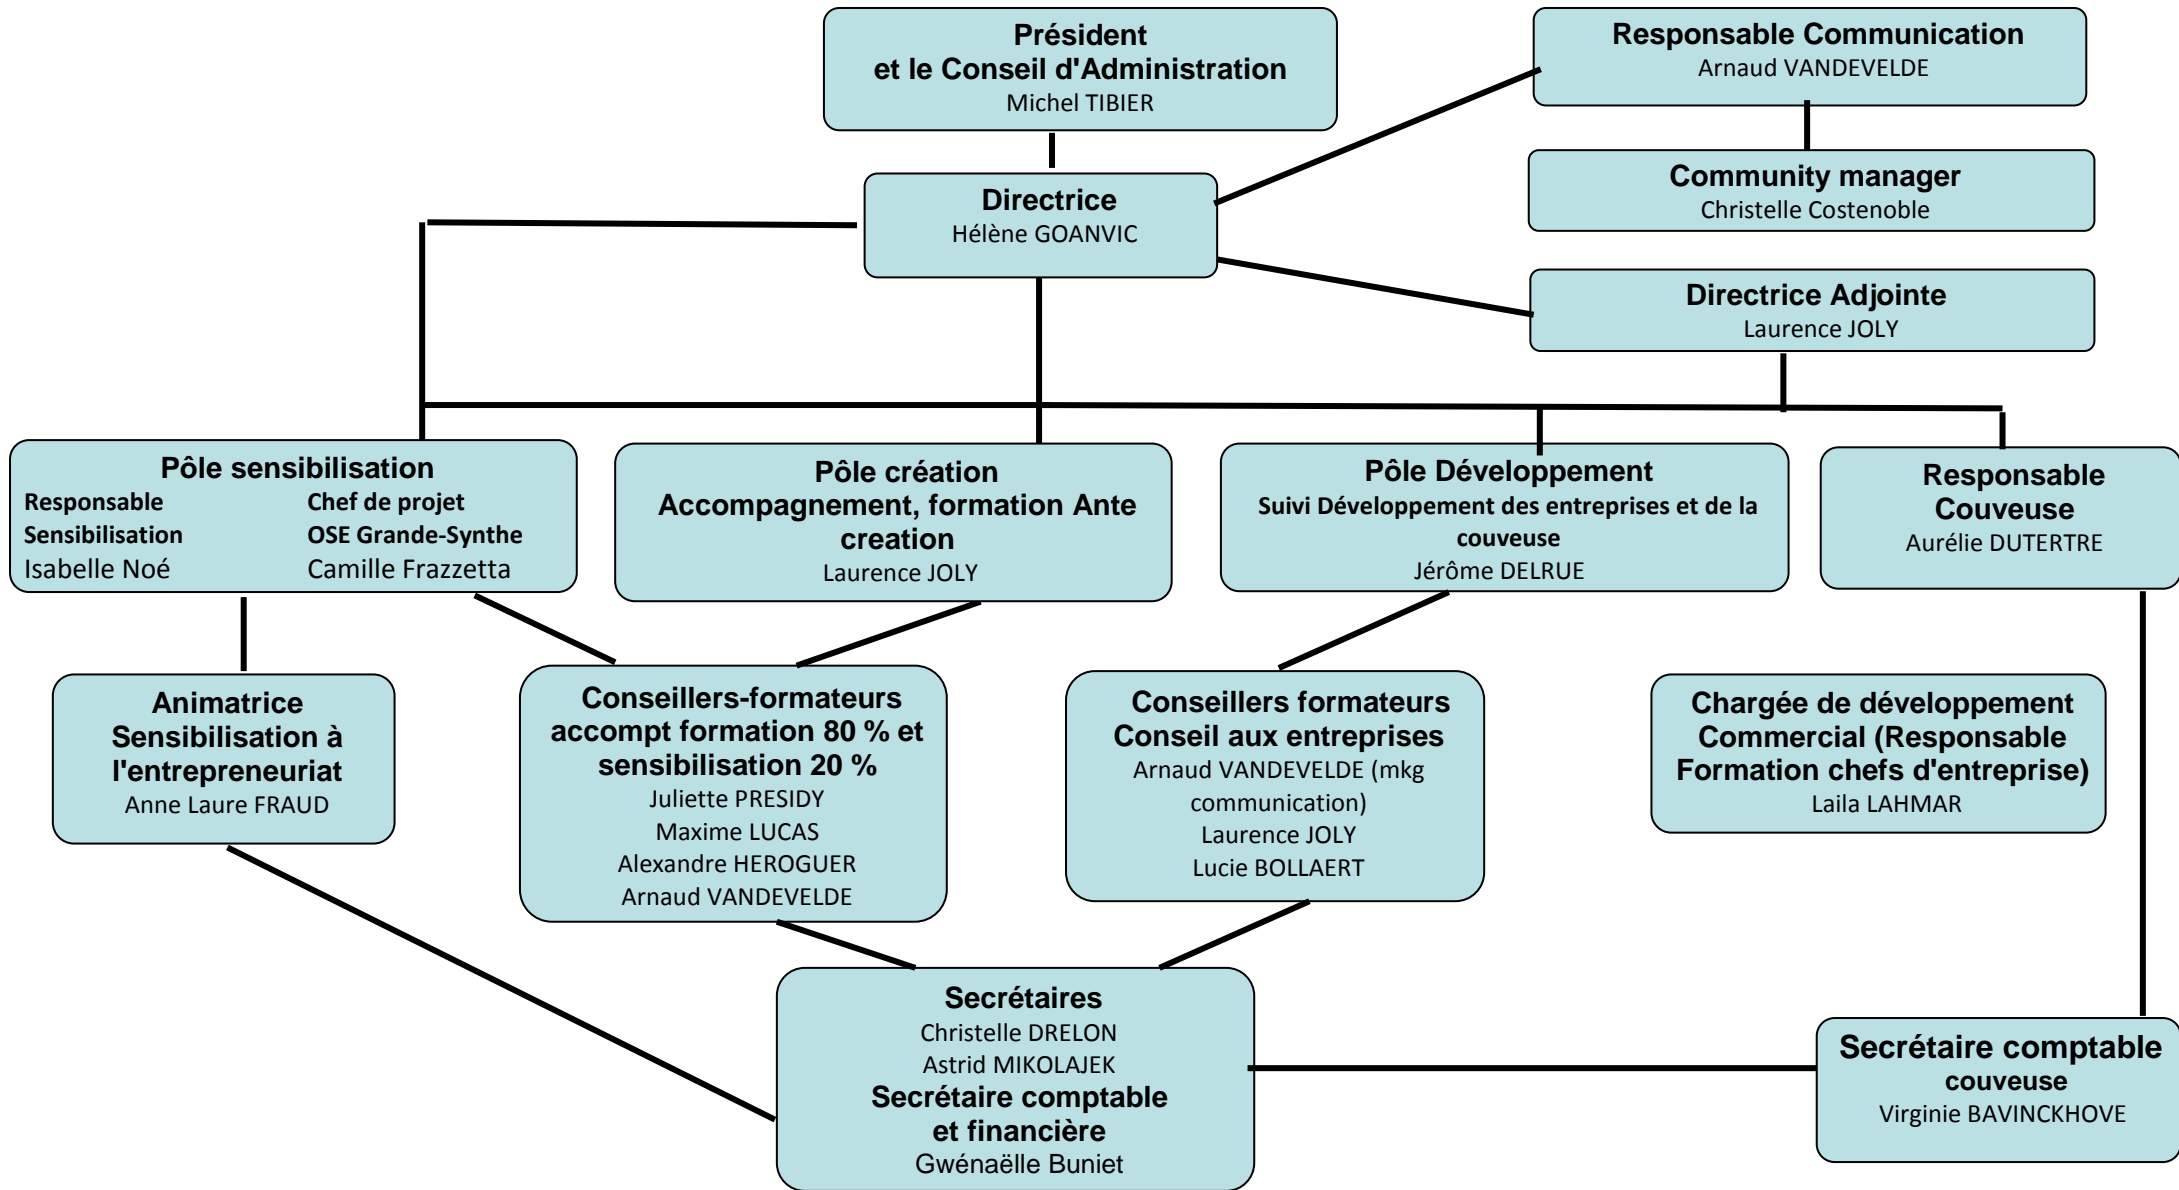 Président
et le Conseil d'Administration
Michel TIBIER
Responsable Communication
Arnaud VANDEVELDE
Community manager
Christelle Costenoble
Directrice
Hélène GOANVIC
Directrice Adjointe
Laurence JOLY
Pôle sensibilisation
Responsable
Sensibilisation
Isabelle Noé
Chef de projet
OSE Grande-Synthe
Camille Frazzetta
Pôle création
Accompagnement, formation Ante
creation
Laurence JOLY
Pôle Développement
Suivi Développement des entreprises et de la
couveuse
Jérôme DELRUE
Responsable
Couveuse
Aurélie DUTERTRE
Animatrice
Sensibilisation à
l'entrepreneuriat
Anne Laure FRAUD
Conseillers-formateurs
accompt formation 80 % et
sensibilisation 20 %
Juliette PRESIDY
Maxime LUCAS
Alexandre HEROGUER
Arnaud VANDEVELDE
Conseillers formateurs
Conseil aux entreprises
Arnaud VANDEVELDE (mkg
communication)
Laurence JOLY
Lucie BOLLAERT
Chargée de développement
Commercial (Responsable
Formation chefs d'entreprise)
Laila LAHMAR
Secrétaires
Christelle DRELON
Astrid MIKOLAJEK
Secrétaire comptable
et financière
Gwénaëlle Buniet
Secrétaire comptable
couveuse
Virginie BAVINCKHOVE